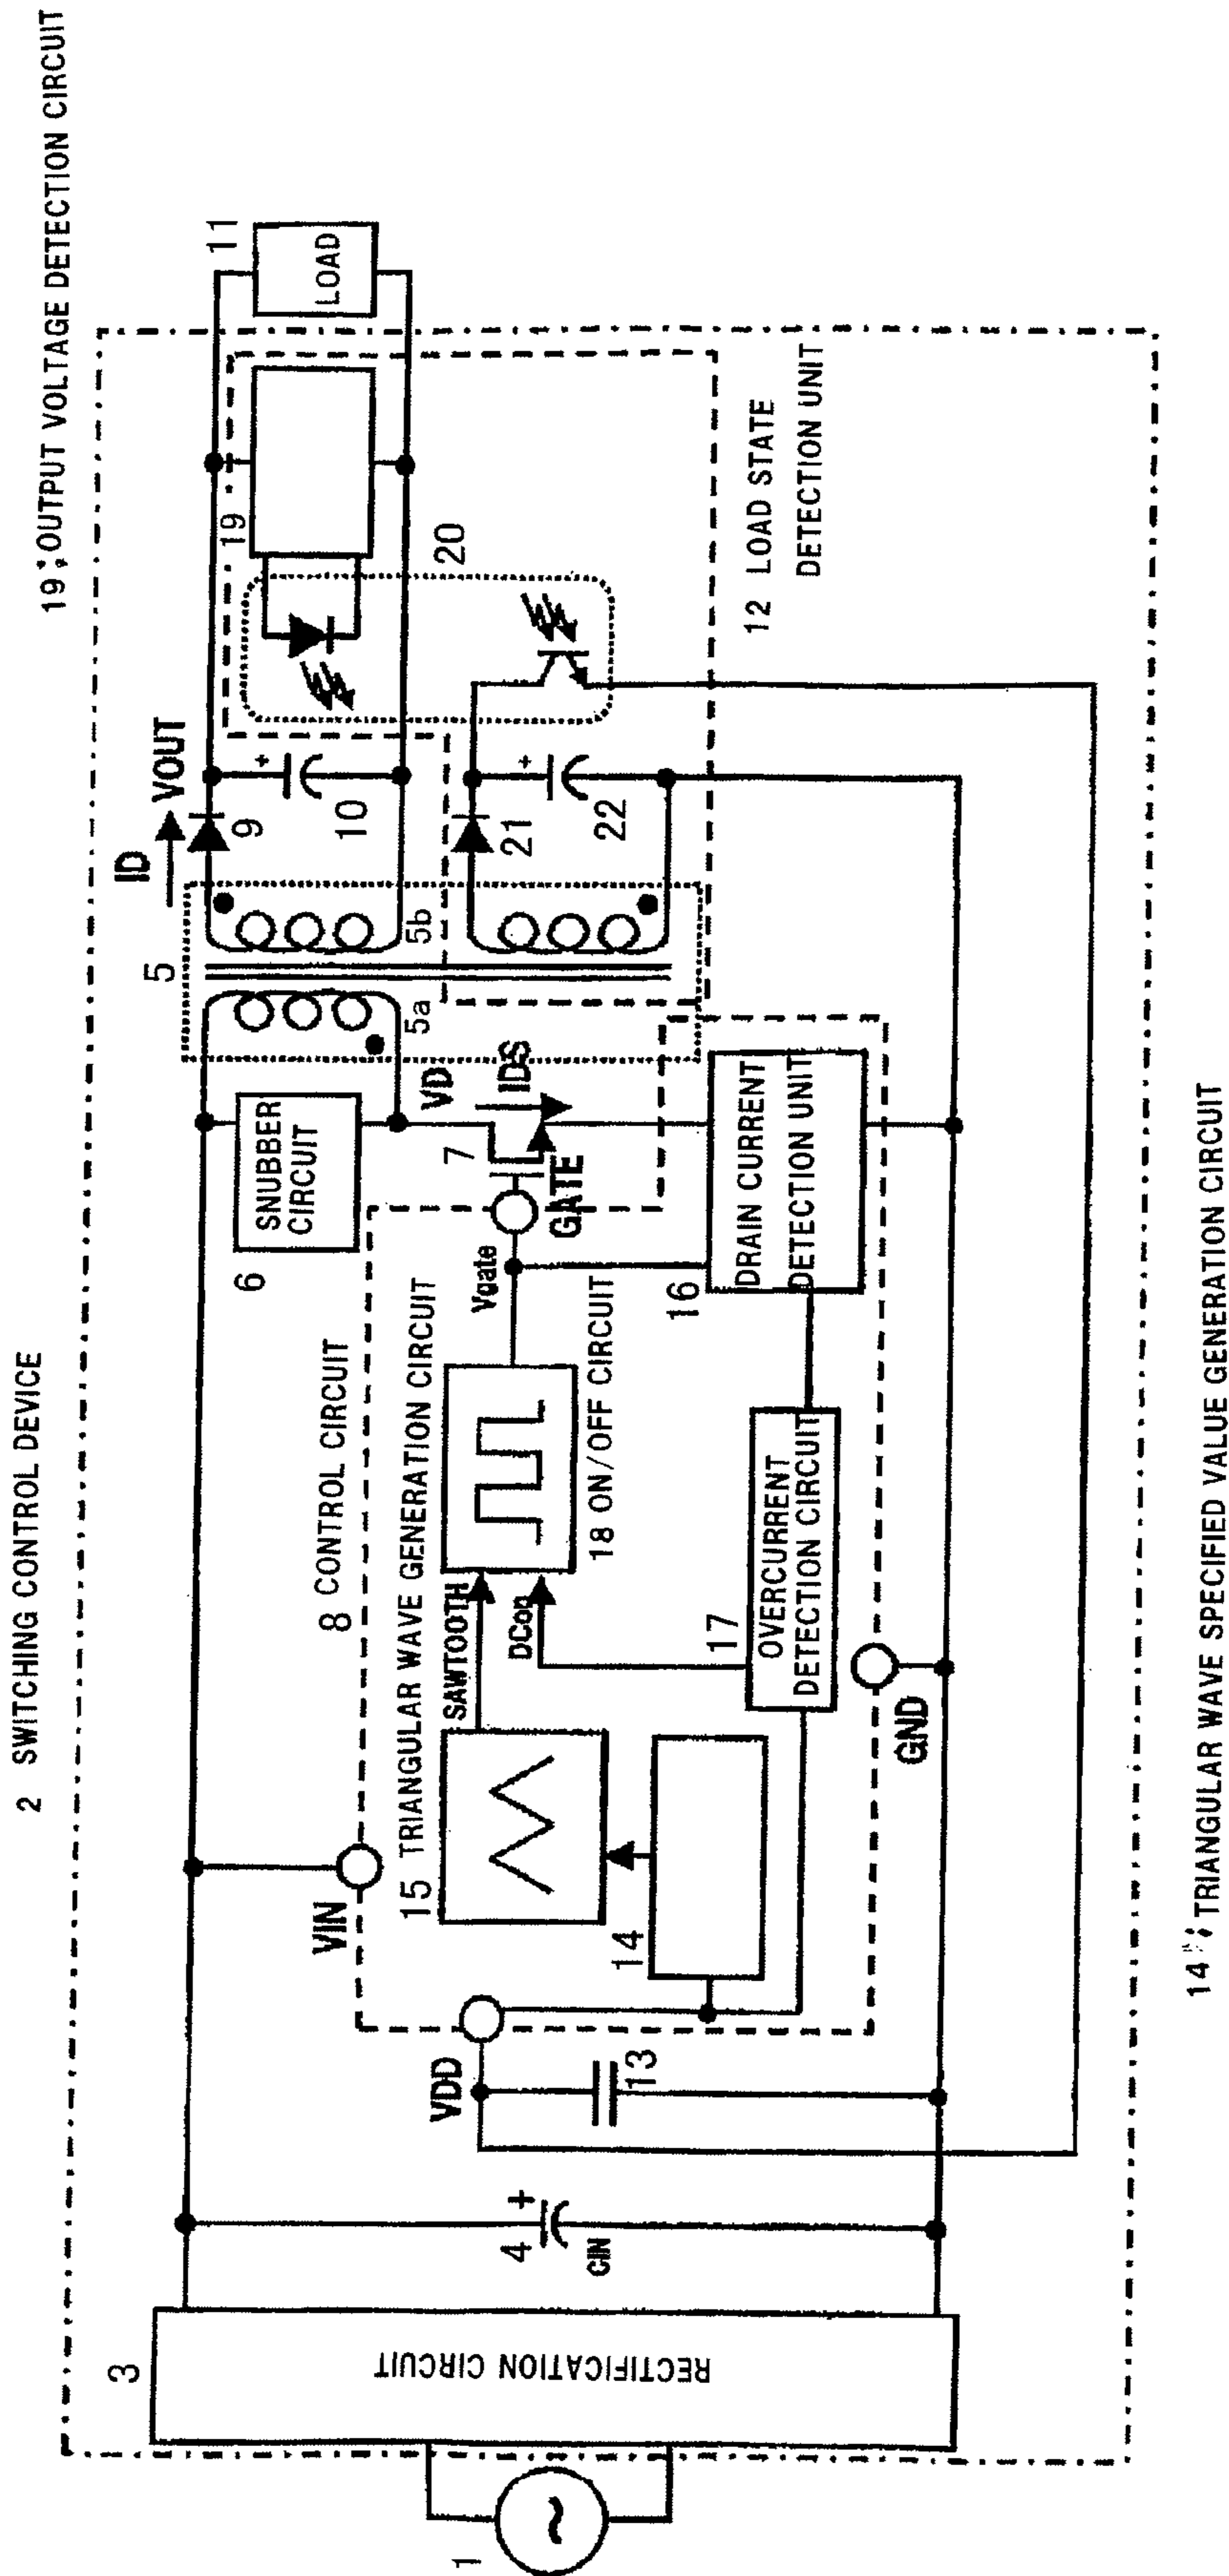 2 SWITCHING CONTROL DEVICE
19: OUTPUT VOLTAGE DETECTION CIRCUIT
3
RECTIFICATION CIRCUIT
1
~
4
+
CIN
VDD
13
VIN
8 CONTROL CIRCUIT
15 TRIANGULAR WAVE GENERATION CIRCUIT
14
SAWTOOTH
DCon
18 ON/OFF CIRCUIT
17
OVERCURRENT
DETECTION CIRCUIT
GND
Vgate
GATE
16
DRAIN CURRENT
DETECTION UNIT
6
SNUBBER
CIRCUIT
VD
7
IDS
5
5a
5b
ID
VOUT
9
+
10
21
+
22
19
20
11
LOAD
12 LOAD STATE
DETECTION UNIT
14: TRIANGULAR WAVE SPECIFIED VALUE GENERATION CIRCUIT